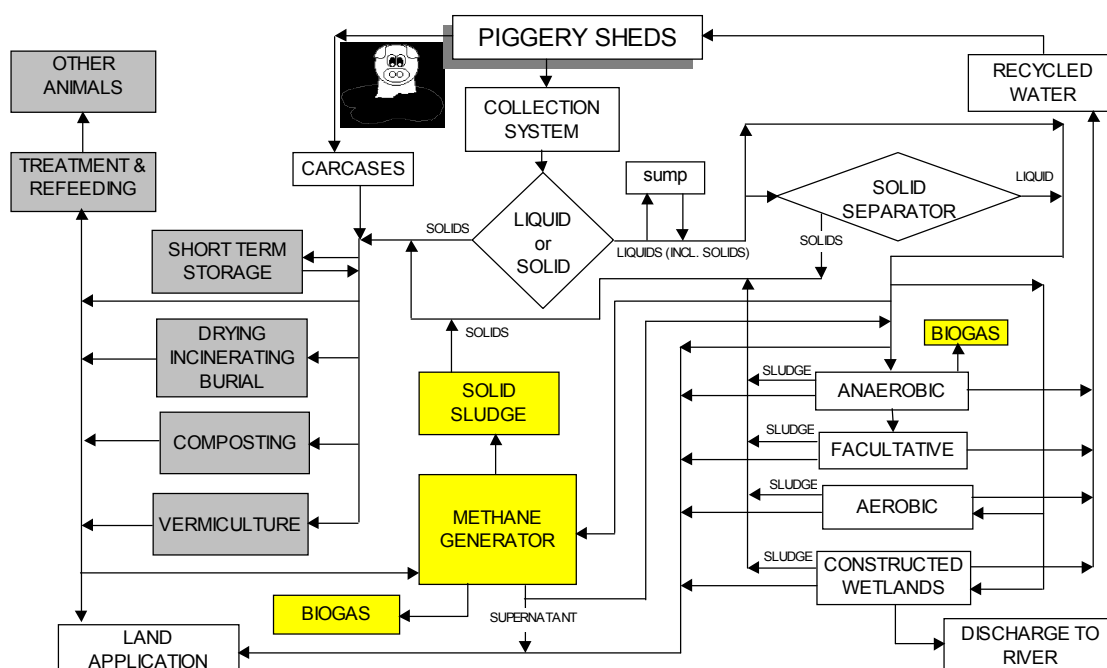 PIGGERY SHEDS
OTHER
ANIMALS
RECYCLED
WATER
COLLECTION
SYSTEM
TREATMENT &
REFEEDING
CARCASES
sump
SOLID
SEPARATOR
LIQUID
LIQUID
or
SOLID
SOLIDS
LIQUIDS (INCL. SOLIDS)
SOLIDS
SHORT TERM
STORAGE
DRYING
INCINERATING
BURIAL
SOLIDS
BIOGAS
SOLID
SLUDGE
SLUDGE
ANAEROBIC
COMPOSTING
SLUDGE
FACULTATIVE
VERMICULTURE
METHANE
GENERATOR
SLUDGE
AEROBIC
SLUDGE
CONSTRUCTED
WETLANDS
BIOGAS
SUPERNATANT
LAND
APPLICATION
DISCHARGE TO
RIVER